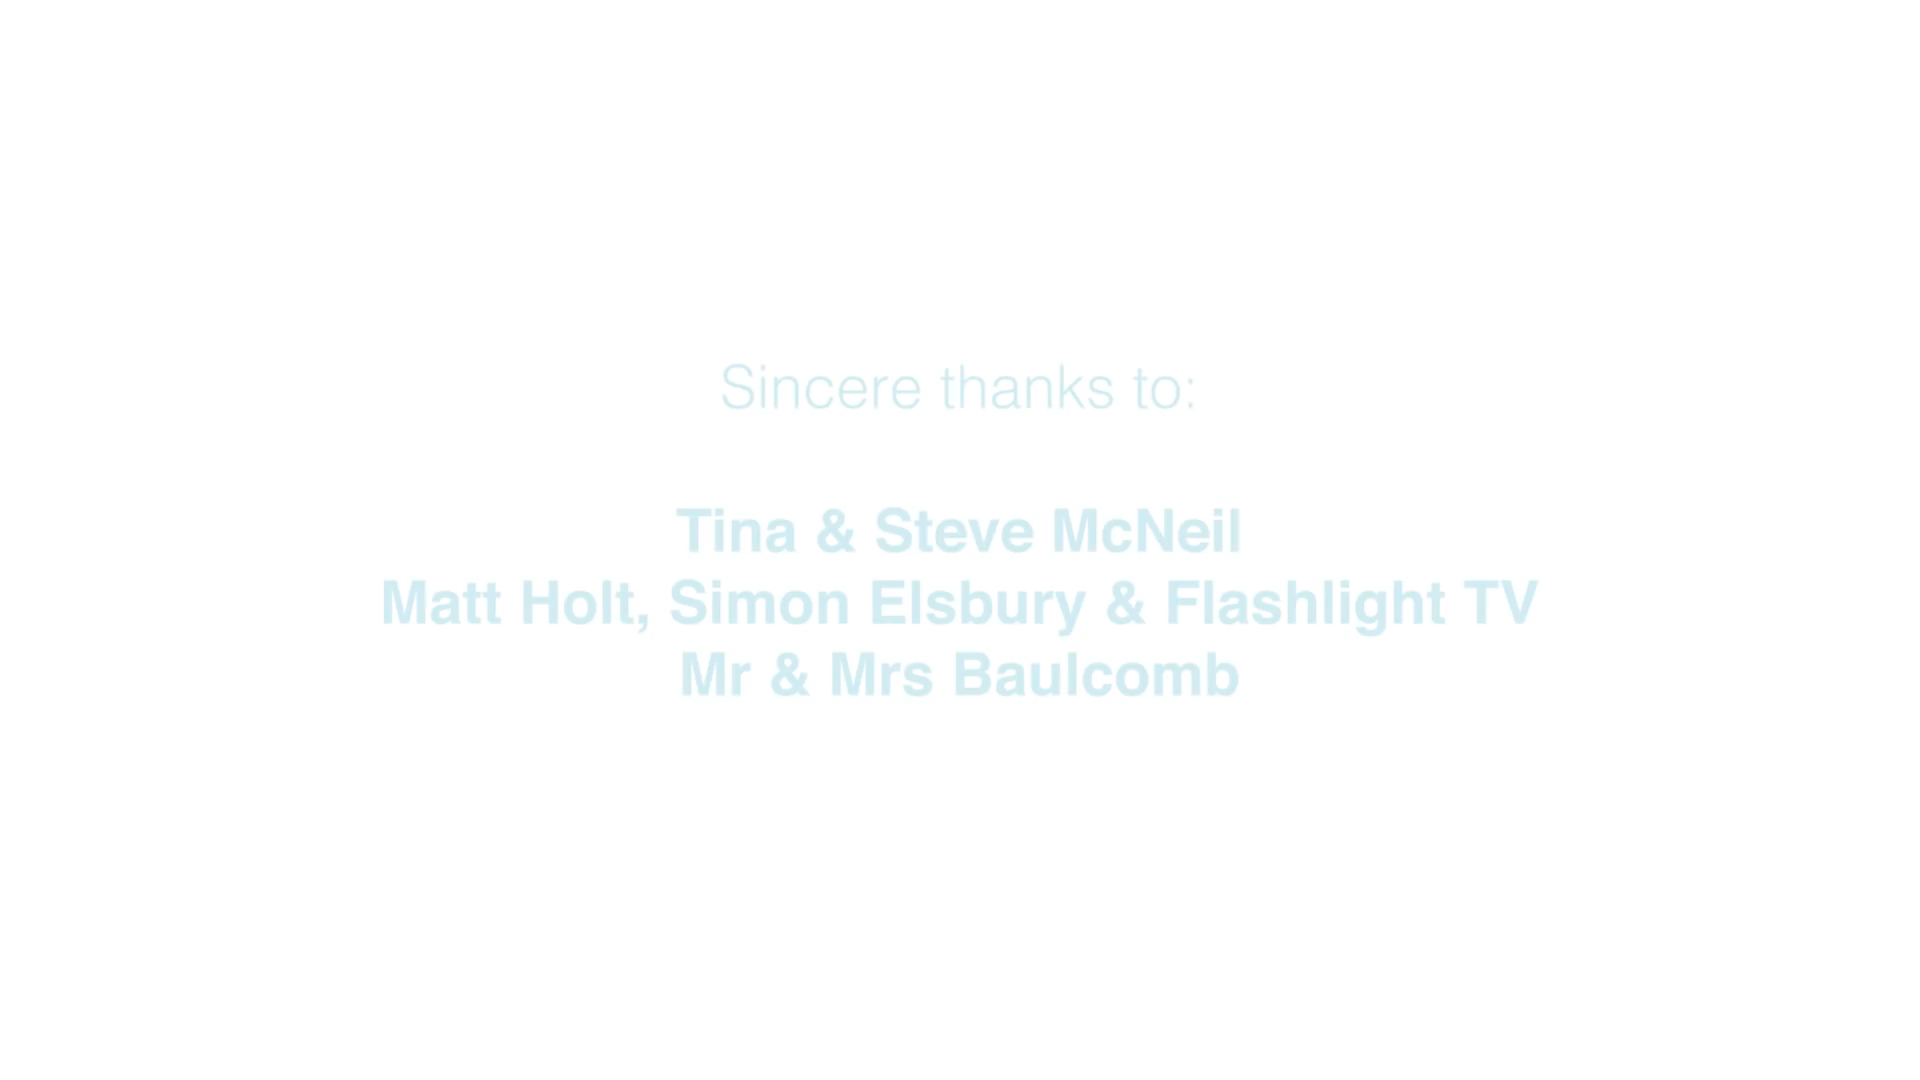 Sincere thanks to:
Tina & Steve McNeil
Matt Holt, Simon Elsbury & Flashlight TV
Mr & Mrs Baulcomb